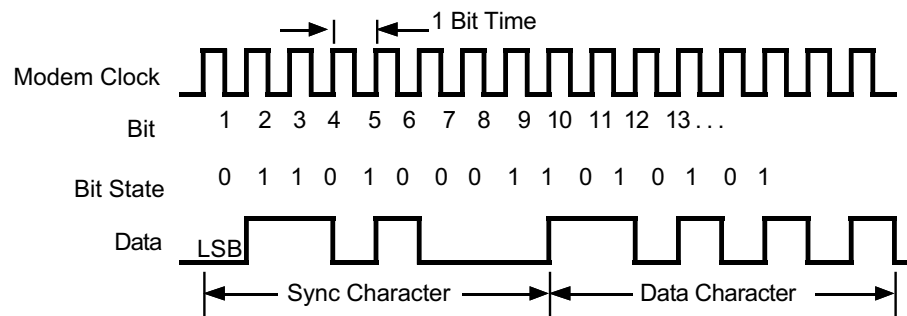 1 Bit Time
Modem Clock
Bit 1 2 3 4 5 6 7 8 9 10 11 12 13 . . .
Bit State 0 1 1 0 1 0 0 0 1 1 0 1 0 1 0 1
Data LSB
Sync Character Data Character